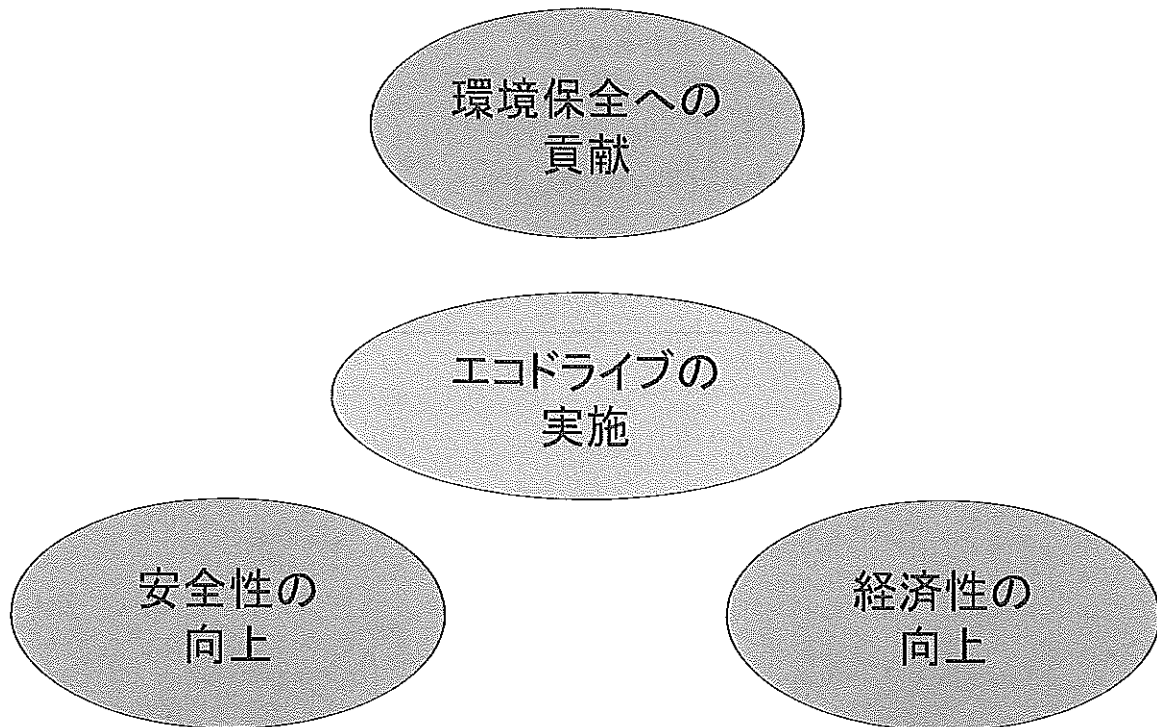 環境保全への
貢献
エコドライブの
実施
安全性の
向上
経済性の
向上